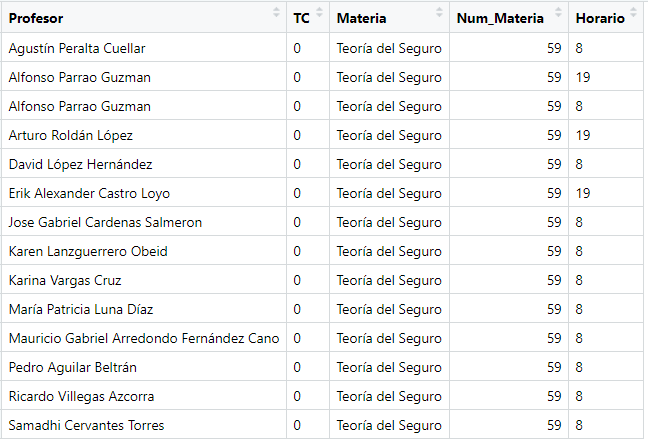 Profesor TC Materia Num_Materia Horario
Agustín Peralta Cuellar 0 Teoría del Seguro 59 8
Alfonso Parrao Guzman 0 Teoría del Seguro 59 19
Alfonso Parrao Guzman 0 Teoría del Seguro 59 8
Arturo Roldán López 0 Teoría del Seguro 59 19
David López Hernández 0 Teoría del Seguro 59 8
Erik Alexander Castro Loyo 0 Teoría del Seguro 59 19
Jose Gabriel Cardenas Salmeron 0 Teoría del Seguro 59 8
Karen Lanzguerrero Obeid 0 Teoría del Seguro 59 8
Karina Vargas Cruz 0 Teoría del Seguro 59 8
María Patricia Luna Díaz 0 Teoría del Seguro 59 8
Mauricio Gabriel Arredondo Fernández Cano 0 Teoría del Seguro 59 8
Pedro Aguilar Beltrán 0 Teoría del Seguro 59 8
Ricardo Villegas Azcorra 0 Teoría del Seguro 59 8
Samadhi Cervantes Torres 0 Teoría del Seguro 59 8